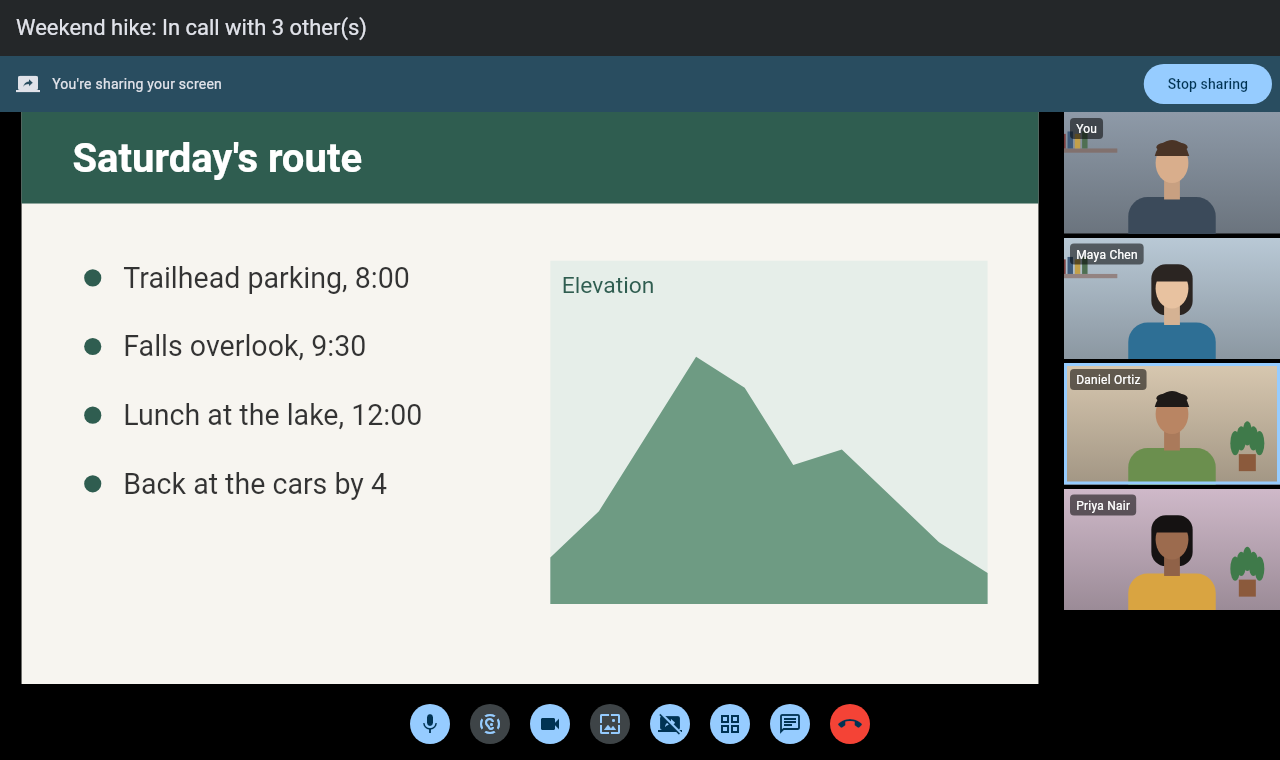 Weekend hike: In call with 3 other(s)
You're sharing your screen
Stop sharing
Saturday's route
Trailhead parking, 8:00
Falls overlook, 9:30
Lunch at the lake, 12:00
Back at the cars by 4
Elevation
You
Maya Chen
Daniel Ortiz
Priya Nair